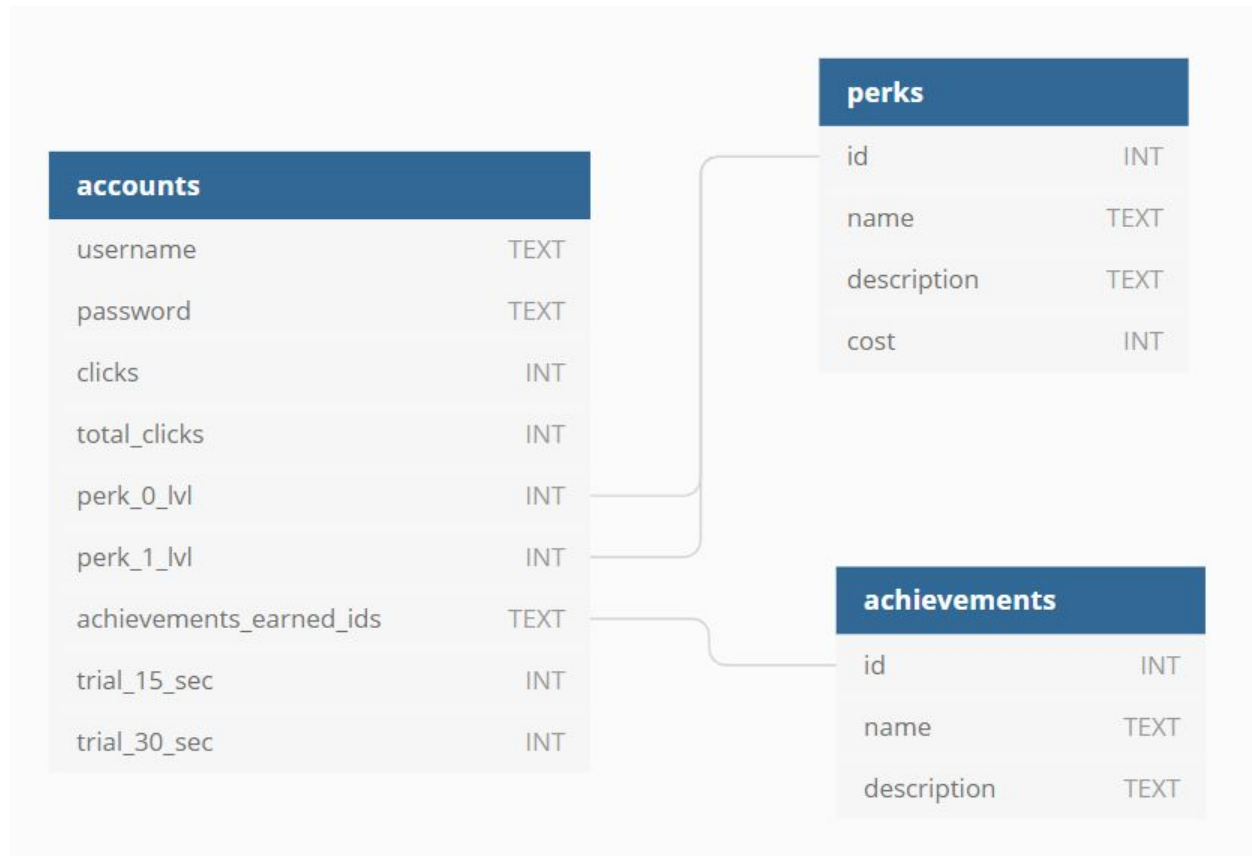 accounts
username TEXT
password TEXT
clicks INT
total_clicks INT
perk_0_lvl INT
perk_1_lvl INT
achievements_earned_ids TEXT
trial_15_sec INT
trial_30_sec INT
perks
id INT
name TEXT
description TEXT
cost INT
achievements
id INT
name TEXT
description TEXT